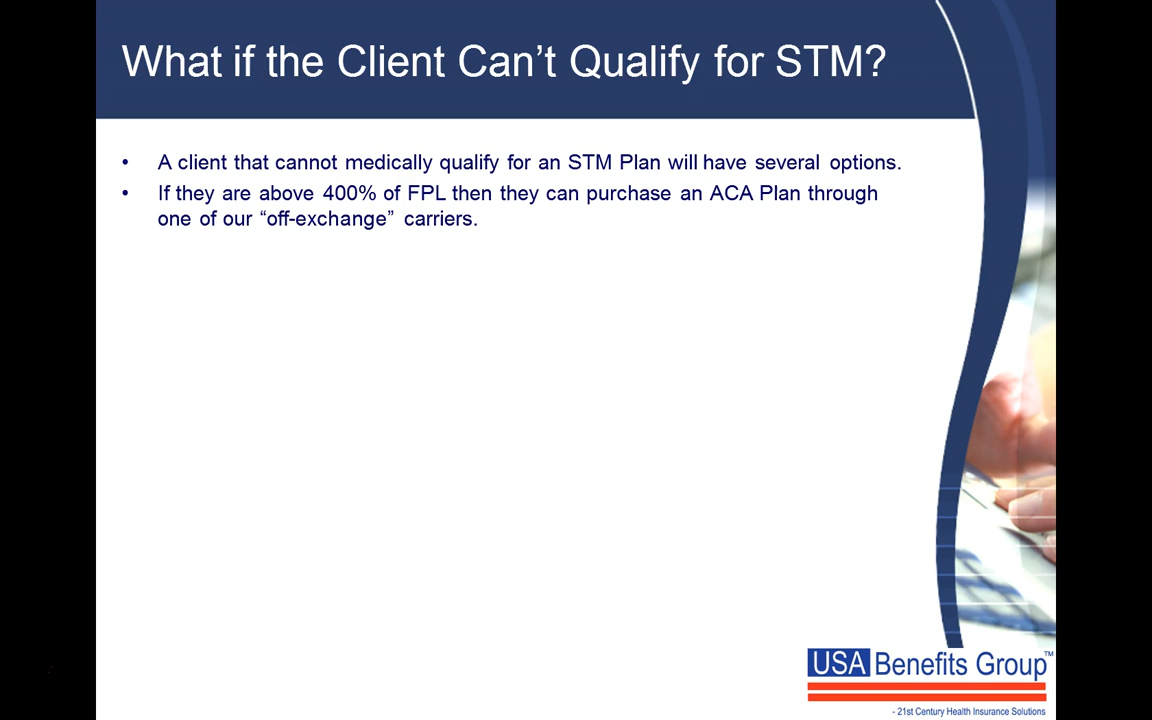 What if the Client Can’t Qualify for STM?
• A client that cannot medically qualify for an STM Plan will have several options.
• If they are above 400% of FPL then they can purchase an ACA Plan through
one of our “off-exchange” carriers.
USA Benefits Group™
- 21st Century Health Insurance Solutions